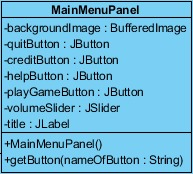 MainMenuPanel
-backgroundImage : BufferedImage
-quitButton : JButton
-creditButton : JButton
-helpButton : JButton
-playGameButton : JButton
-volumeSlider : JSlider
-title : JLabel
+MainMenuPanel()
+getButton(nameOfButton : String)